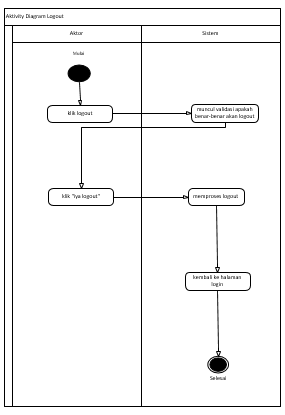 Aktivity Diagram Logout
Aktor
Sistem
Mulai
klik logout
muncul validasi apakah
benar-benar akan logout
klik "iya logout"
memproses logout
kembali ke halaman
login
Selesai